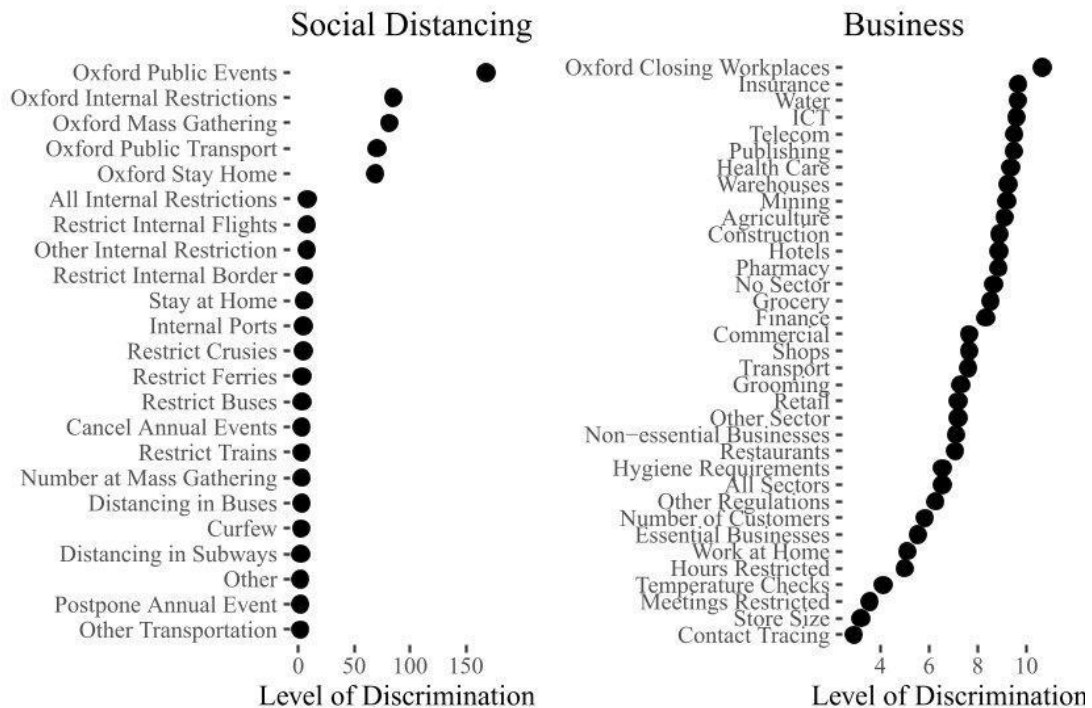 Social Distancing
Oxford Public Events
Oxford Internal Restrictions
Oxford Mass Gathering
Oxford Public Transport
Oxford Stay Home
All Internal Restrictions
Restrict Internal Flights
Other Internal Restriction
Restrict Internal Border
Stay at Home
Internal Ports
Restrict Crusies
Restrict Ferries
Restrict Buses
Cancel Annual Events
Restrict Trains
Number at Mass Gathering
Distancing in Buses
Curfew
Distancing in Subways
Other
Postpone Annual Event
Other Transportation
0 50 100 150
Level of Discrimination
Business
Oxford Closing Workplaces
Insurance
Water
ICT
Telecom
Publishing
Health Care
Warehouses
Mining
Agriculture
Construction
Hotels
Pharmacy
No Sector
Grocery
Finance
Commercial
Shops
Transport
Grooming
Retail
Other Sector
Non−essential Businesses
Restaurants
Hygiene Requirements
All Sectors
Other Regulations
Number of Customers
Essential Businesses
Work at Home
Hours Restricted
Temperature Checks
Meetings Restricted
Store Size
Contact Tracing
4 6 8 10
Level of Discrimination